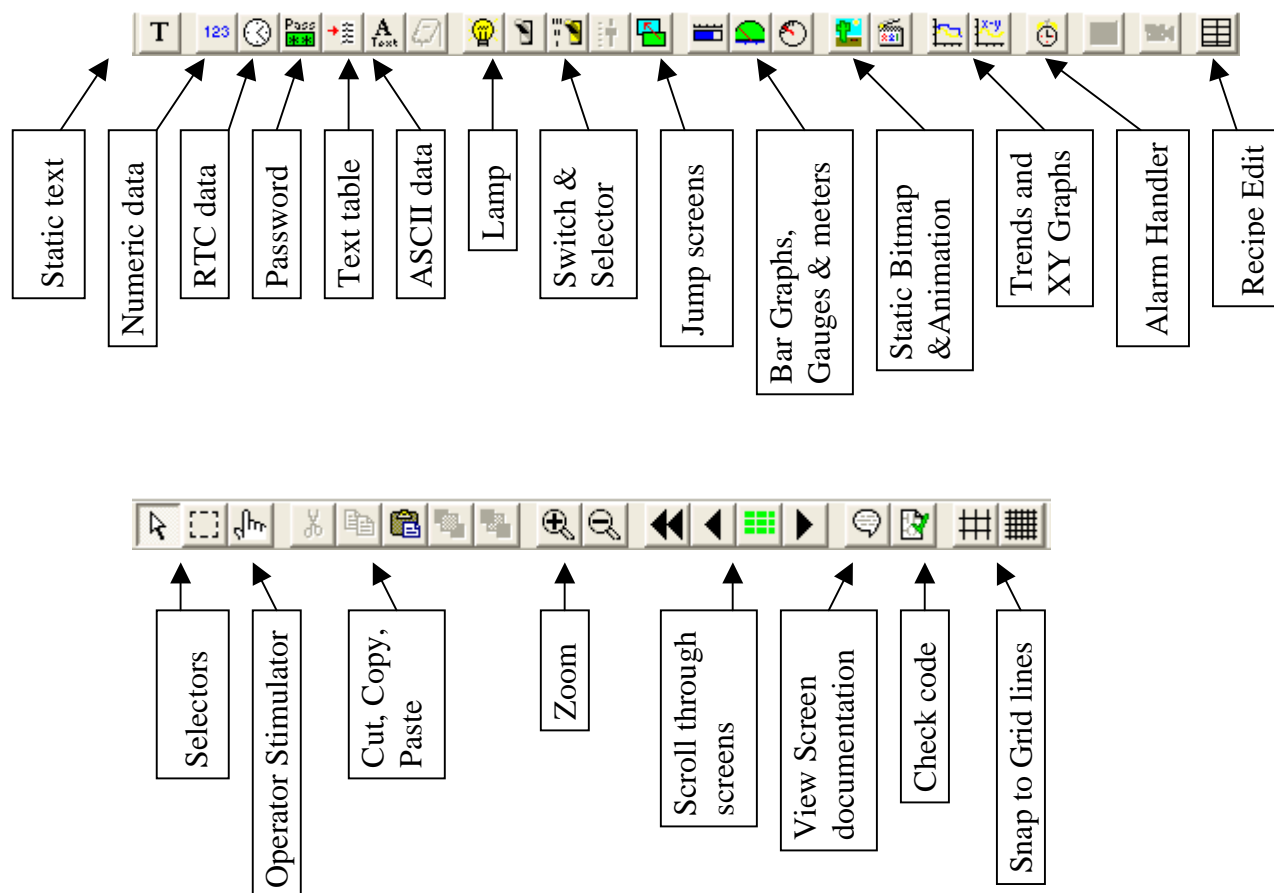 T
123
Pass
A
Text
x-y
Static text
Numeric data
RTC data
Password
Text table
ASCII data
Lamp
Switch &
Selector
Jump screens
Bar Graphs,
Gauges & meters
Static Bitmap
&Animation
Trends and
XY Graphs
Alarm Handler
Recipe Edit
Selectors
Operator Stimulator
Cut, Copy,
Paste
Zoom
Scroll through
screens
View Screen
documentation
Check code
Snap to Grid lines